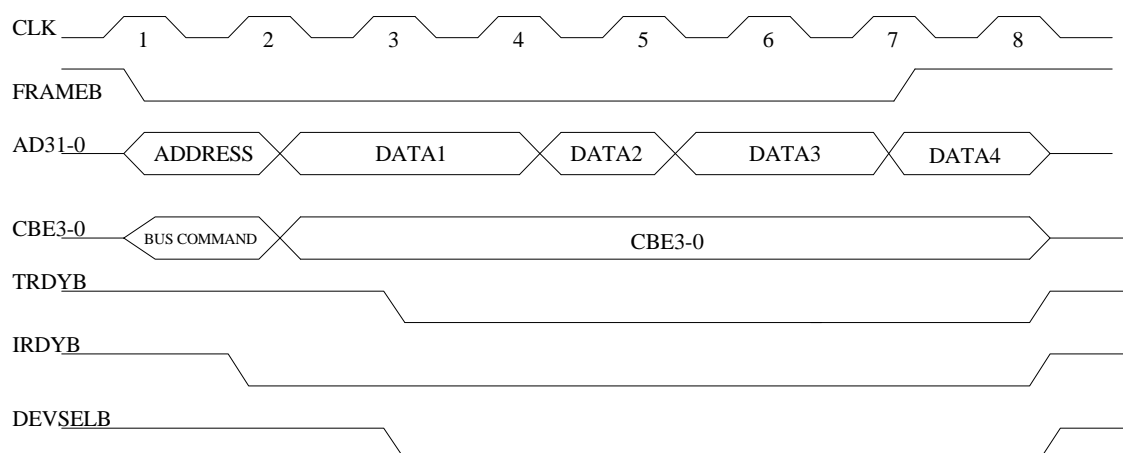 CLK 1 2 3 4 5 6 7 8
FRAMEB
AD31-0 ADDRESS DATA1 DATA2 DATA3 DATA4
CBE3-0 BUS COMMAND CBE3-0
TRDYB
IRDYB
DEVSELB